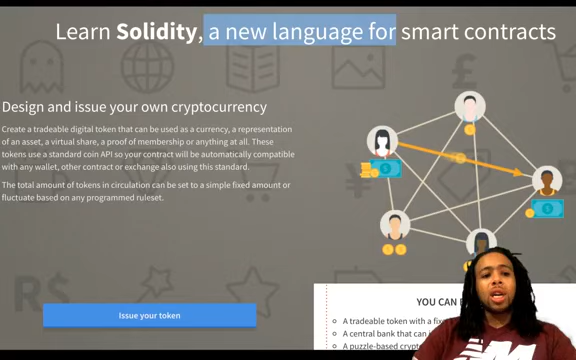 Learn Solidity, a new language for smart contracts
Design and issue your own cryptocurrency
Create a tradeable digital token that can be used as a currency, a representation
of an asset, a virtual share, a proof of membership or anything at all. These
tokens use a standard coin API so your contract will be automatically compatible
with any wallet, other contract or exchange also using this standard.
The total amount of tokens in circulation can be set to a simple fixed amount or
fluctuate based on any programmed ruleset.
Issue your token
YOU CAN
A tradeable token with a
A central bank that can
A puzzle-based